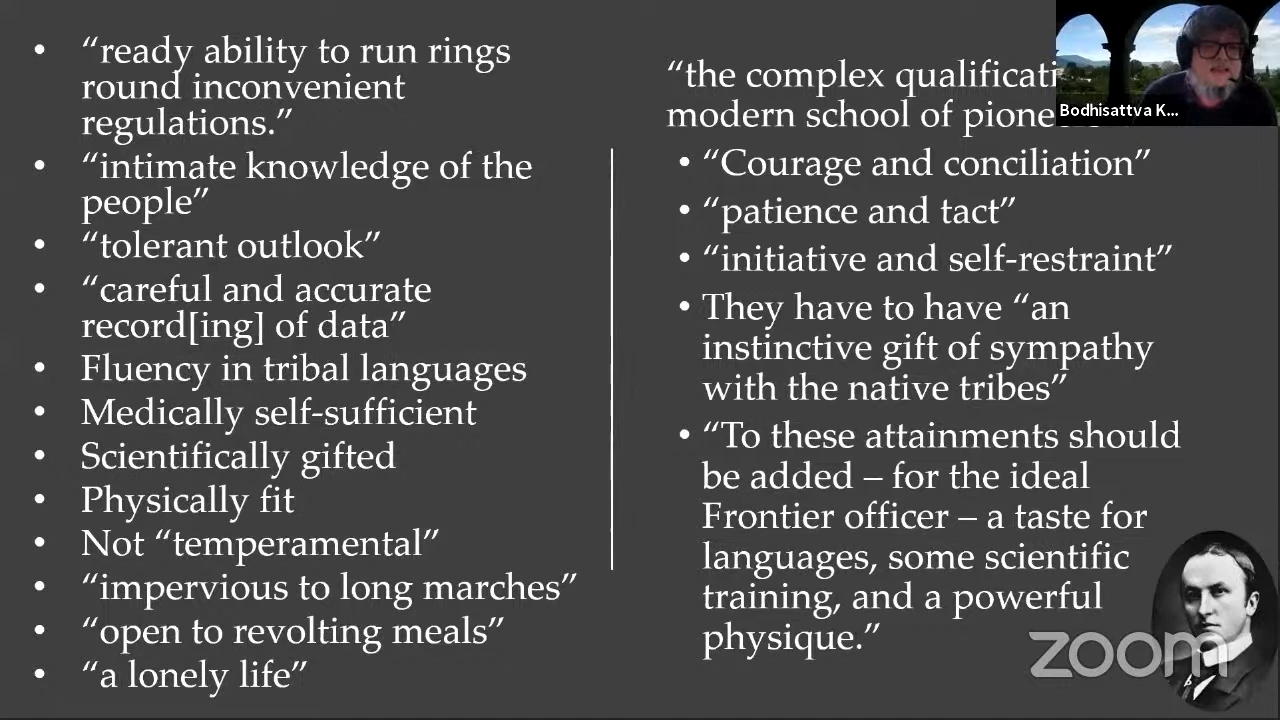 • “ready ability to run rings
round inconvenient
regulations.”
• “intimate knowledge of the
people”
• “tolerant outlook”
• “careful and accurate
record[ing] of data”
• Fluency in tribal languages
• Medically self-sufficient
• Scientifically gifted
• Physically fit
• Not “temperamental”
• “impervious to long marches”
• “open to revolting meals”
• “a lonely life”
“the complex
modern school of
• “Courage and conciliation”
• “patience and tact”
• “initiative and self-restraint”
• They have to have “an
instinctive gift of sympathy
with the native tribes”
• “To these attainments should
be added – for the ideal
Frontier officer – a taste for
languages, some scientific
training, and a powerful
physique.”
Bodhisattva K...
zoom